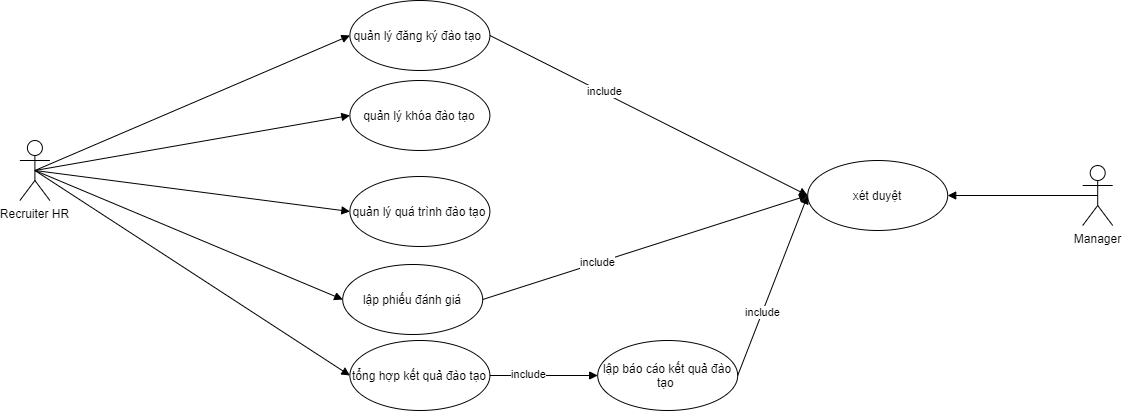 quản lý đăng ký đào tạo
include
quản lý khóa đào tạo
Recruiter HR
quản lý quá trình đào tạo
xét duyệt
Manager
include
lập phiếu đánh giá
include
tổng hợp kết quả đào tạo
include
lập báo cáo kết quả đào
tạo